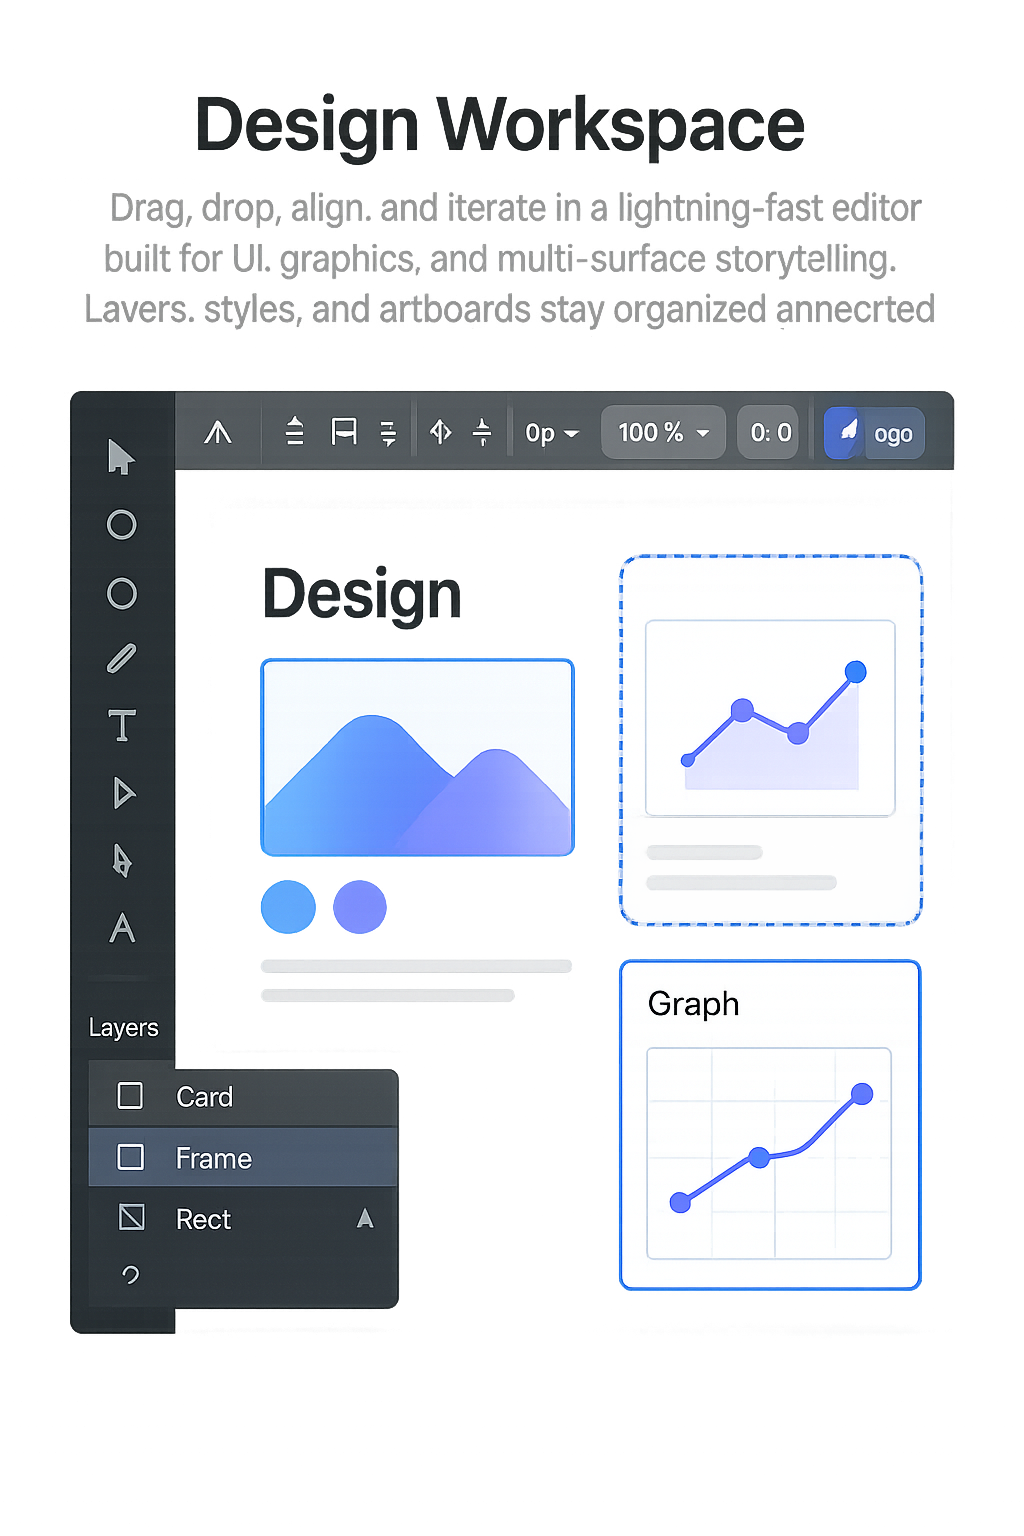 Design Workspace
Drag, drop, align. and iterate in a lightning-fast editor
built for UI. graphics, and multi-surface storytelling.
Lavers. styles, and artboards stay organized annecrted
0p 100 % 0: 0 ogo
Design
Graph
Layers
Card
Frame
Rect